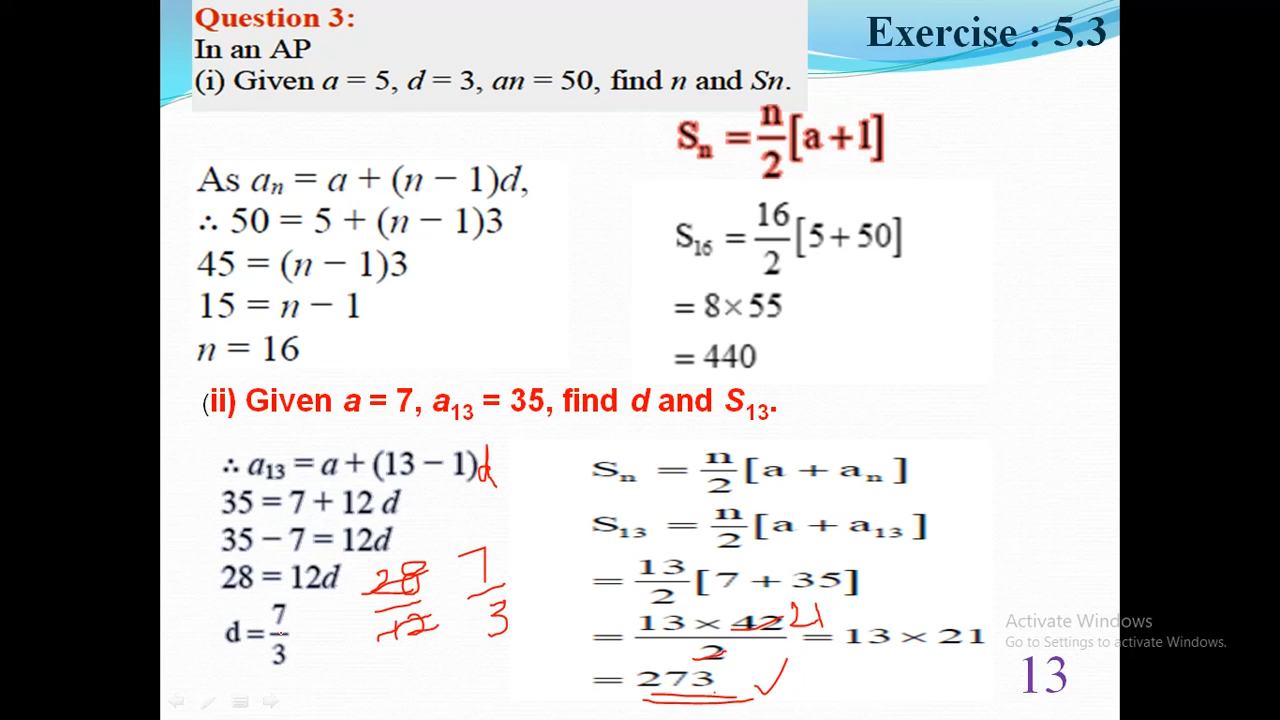 Question 3:
Exercise : 5.3
In an AP
(i) Given a = 5, d = 3, an = 50, find n and Sn.
Sₙ = n/2 [a + 1]
As aₙ = a + (n − 1)d,
∴ 50 = 5 + (n − 1)3
45 = (n − 1)3
15 = n − 1
n = 16
S₁₆ = 16/2 [5 + 50]
= 8 × 55
= 440
(ii) Given a = 7, a₁₃ = 35, find d and S₁₃.
∴ a₁₃ = a + (13 − 1)d
35 = 7 + 12 d
35 − 7 = 12d
28 = 12d
28/12 7/3
d = 7/3
Sₙ = n/2 [a + aₙ]
S₁₃ = n/2 [a + a₁₃]
= 13/2 [7 + 35]
= 13 × 42/2 21 = 13 × 21
= 273 ✓
Activate Windows
Go to Settings to activate Windows.
13